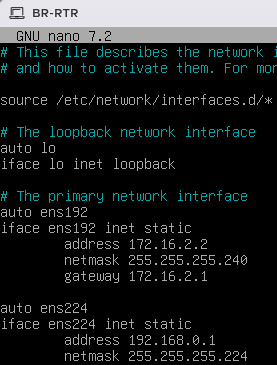 BR-RTR
GNU nano 7.2
# This file describes the network
# and how to activate them. For
source /etc/network/interfaces.d/*
# The loopback network interface
auto lo
iface lo inet loopback
# The primary network interface
auto ens192
iface ens192 inet static
address 172.16.2.2
netmask 255.255.255.240
gateway 172.16.2.1
auto ens224
iface ens224 inet static
address 192.168.0.1
netmask 255.255.255.224